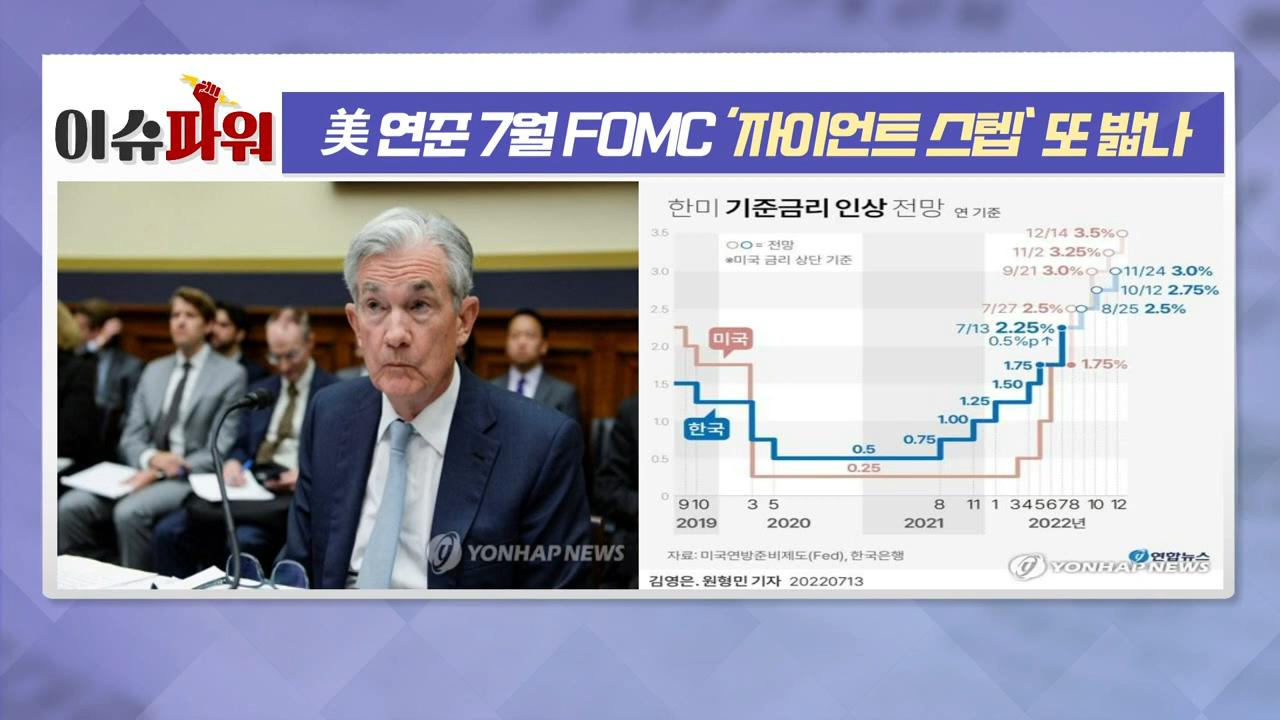 이슈파워
美 연준 7월 FOMC '자이언트 스텝' 또 밟나
YONHAP NEWS
한미 기준금리 인상 전망 연 기준
3.5
3.0
2.5
2.0
1.5
1.0
0.5
0
○○= 전망
※미국 금리 상단 기준
12/14 3.5%
11/2 3.25%
9/21 3.0%
11/24 3.0%
10/12 2.75%
7/27 2.5%
8/25 2.5%
7/13 2.25%
0.5%p↑
미국
1.75
1.75%
1.50
1.25
한국
1.00
0.75
0.5
0.25
9 10 3 5 8 11 1 3 4 5 6 7 8 10 12
2019 2020 2021 2022년
자료: 미국연방준비제도(Fed), 한국은행
연합뉴스
YONHAP NEWS
김영은. 원형민 기자 20220713